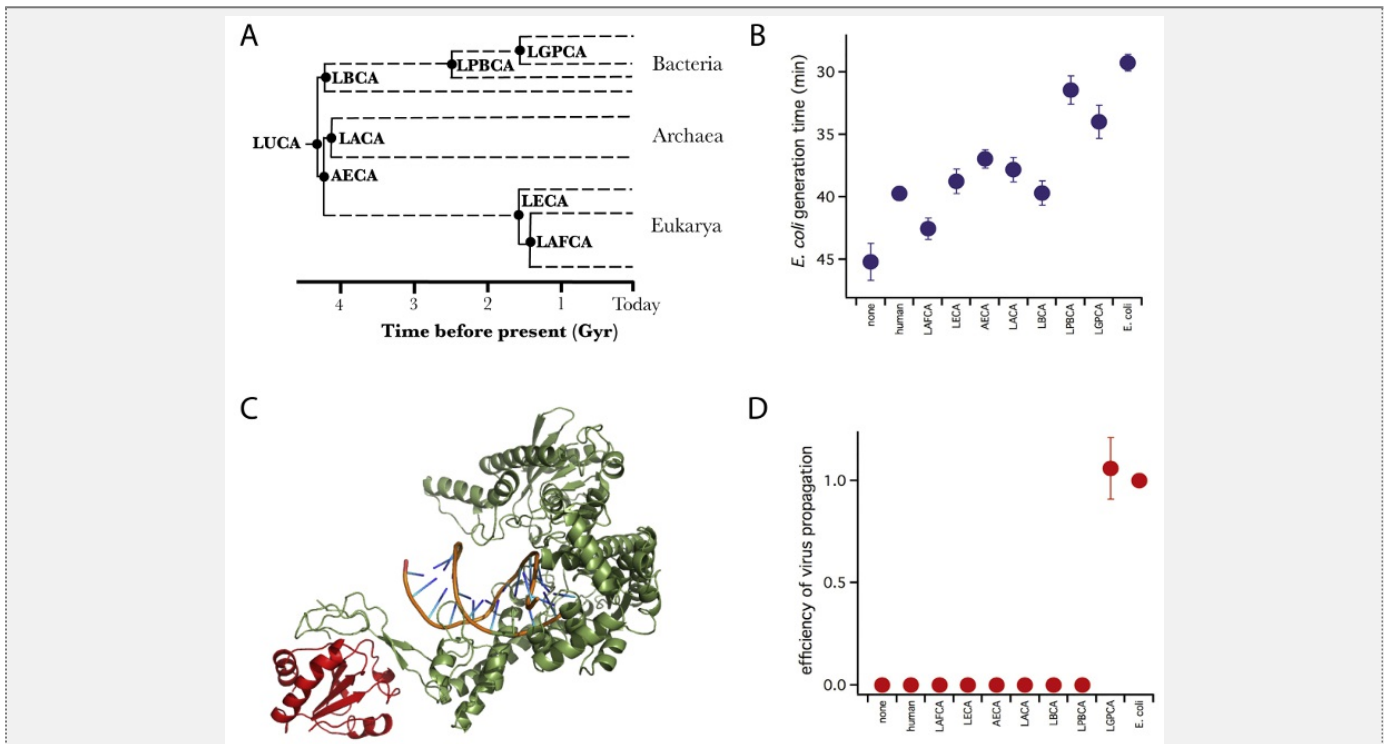 A
LGPCA
LPBCA
LBCA
Bacteria
LUCA
LACA
Archaea
AECA
LECA
Eukarya
LAFCA
4 3 2 1 Today
Time before present (Gyr)
B
E. coli generation time (min)
30
35
40
45
none human LAFCA LECA AECA LACA LBCA LPBCA LGPCA E. coli
C
D
efficiency of virus propagation
1.0
0.5
0.0
none human LAFCA LECA AECA LACA LBCA LPBCA LGPCA E. coli